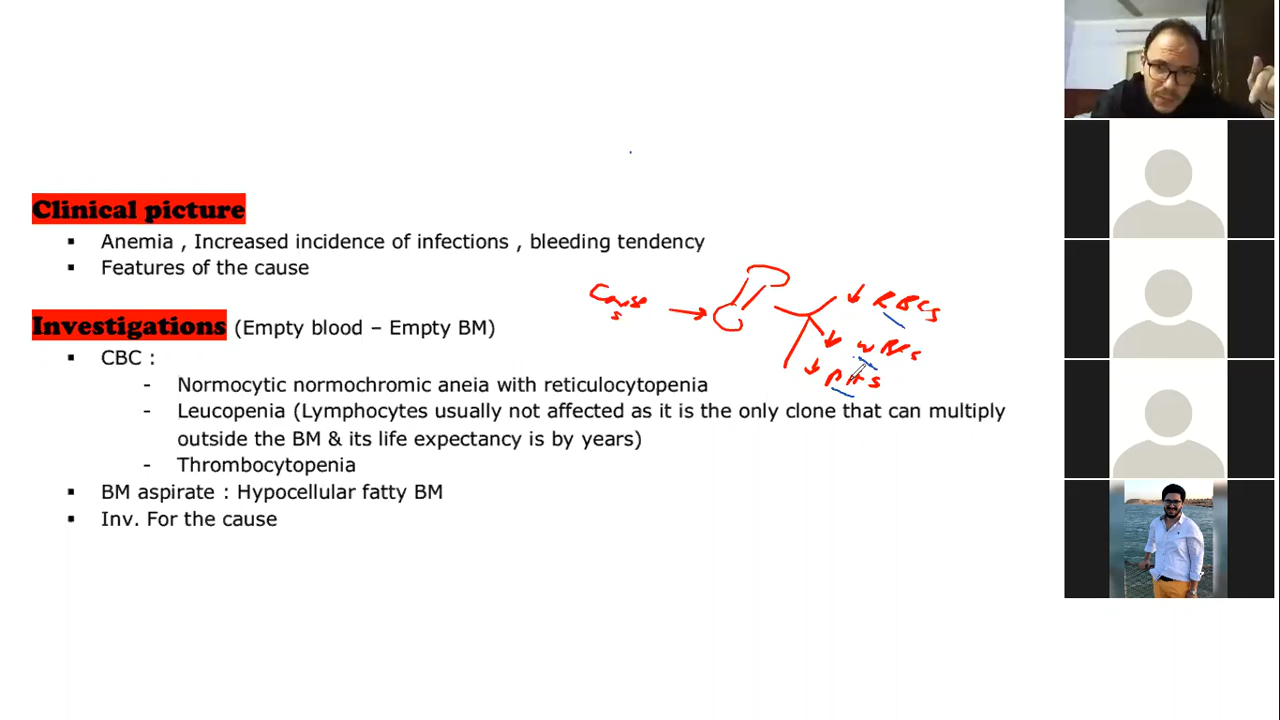 Clinical picture
▪ Anemia , Increased incidence of infections , bleeding tendency
▪ Features of the cause
Causes
↓ RBCs
Investigations (Empty blood – Empty BM)
↓ WBCs
▪ CBC :
↓ plts
- Normocytic normochromic aneia with reticulocytopenia
- Leucopenia (Lymphocytes usually not affected as it is the only clone that can multiply
outside the BM & its life expectancy is by years)
- Thrombocytopenia
▪ BM aspirate : Hypocellular fatty BM
▪ Inv. For the cause